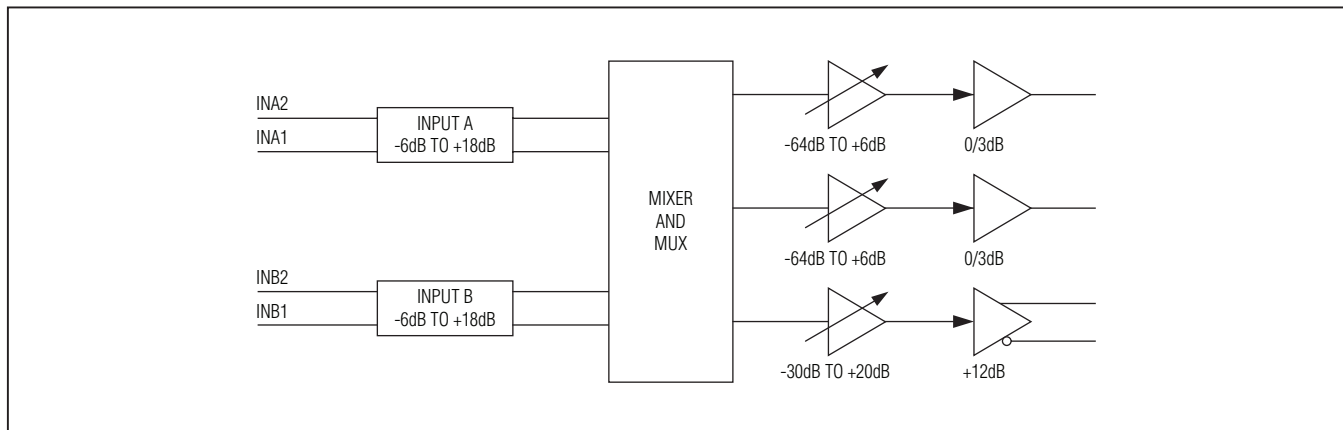 INA2
INA1
INPUT A
-6dB TO +18dB
INB2
INB1
INPUT B
-6dB TO +18dB
MIXER
AND
MUX
-64dB TO +6dB
0/3dB
-64dB TO +6dB
0/3dB
-30dB TO +20dB
+12dB